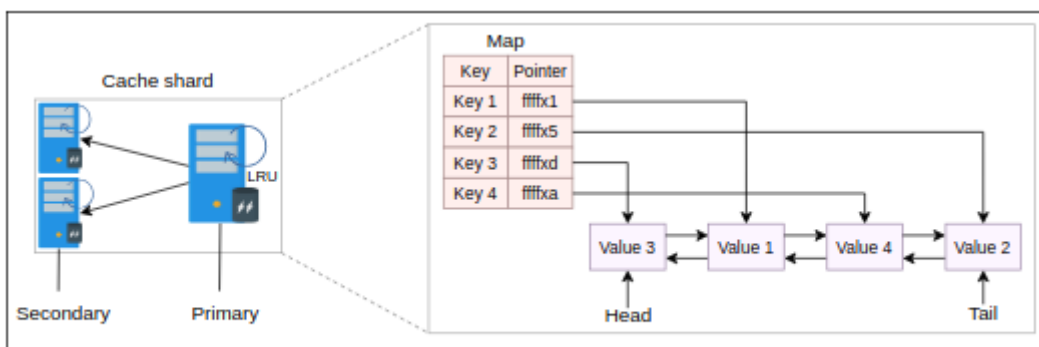 Cache shard
LRU
Secondary
Primary
Map
Key Pointer
Key 1 ffffx1
Key 2 ffffx5
Key 3 ffffxd
Key 4 ffffxa
Value 3 Value 1 Value 4 Value 2
Head Tail